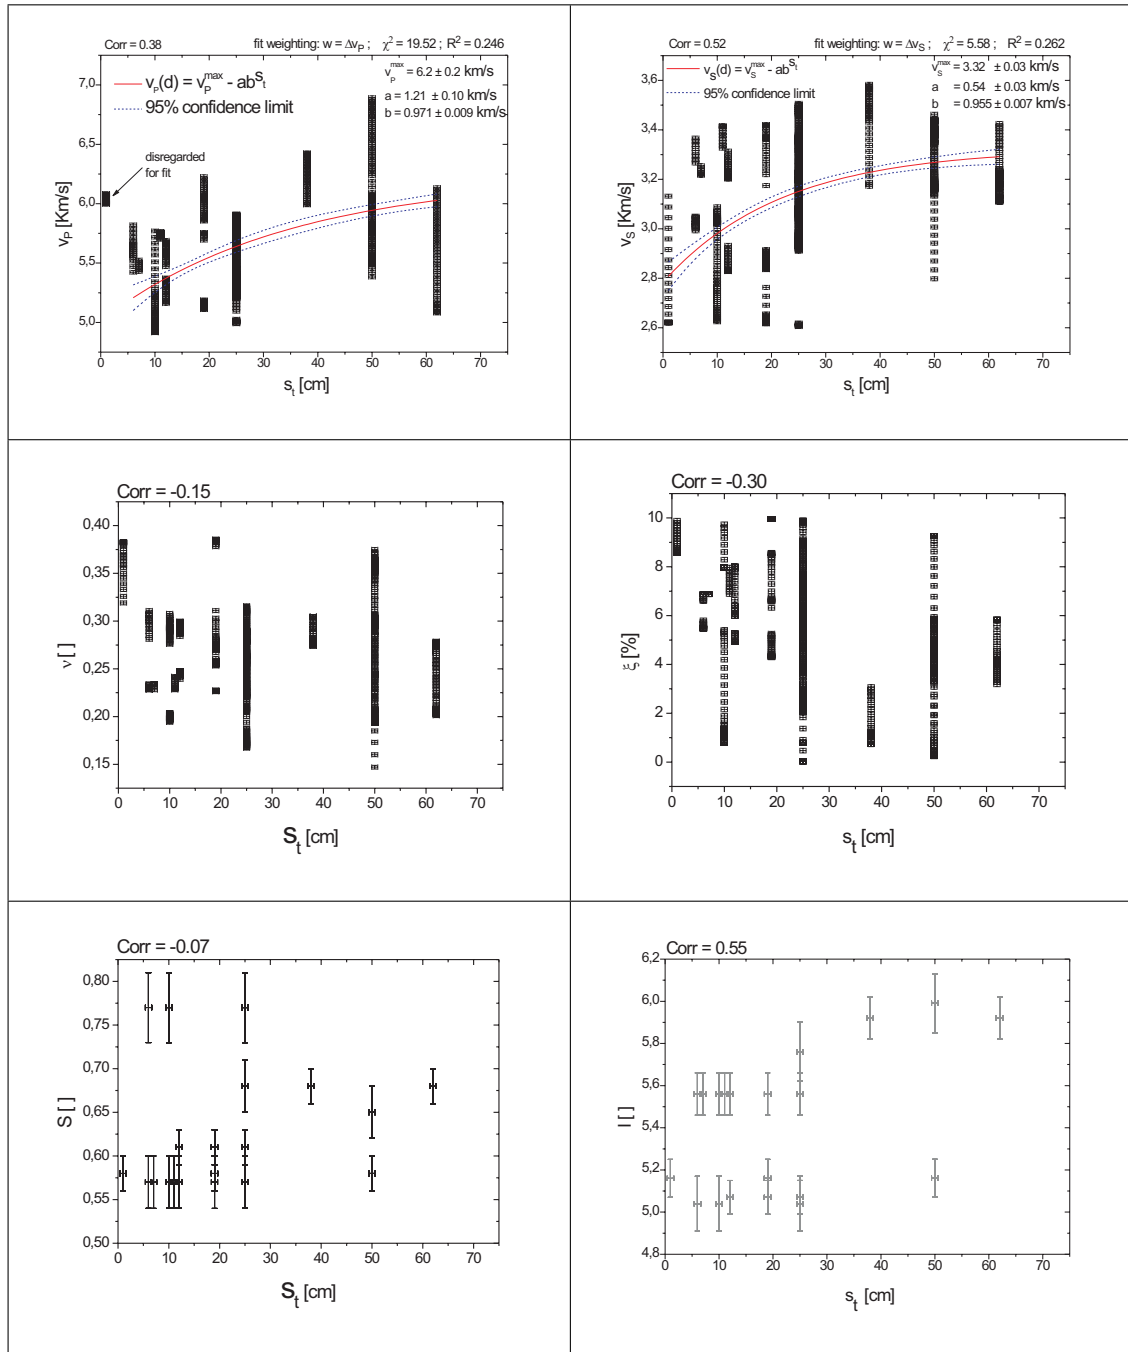 Corr = 0.38
fit weighting: w = Δv_P ; χ² = 19.52 ; R² = 0.246
v_P(d) = v_P^max - ab^s_t
95% confidence limit
v_P^max = 6.2 ± 0.2 km/s
a = 1.21 ± 0.10 km/s
b = 0.971 ± 0.009 km/s
disregarded
for fit
7,0
6,5
6,0
5,5
5,0
v_P [Km/s]
0 10 20 30 40 50 60 70
s_t [cm]
Corr = 0.52
fit weighting: w = Δv_S ; χ² = 5.58 ; R² = 0.262
v_S(d) = v_S^max - ab^s_t
95% confidence limit
v_S^max = 3.32 ± 0.03 km/s
a = 0.54 ± 0.03 km/s
b = 0.955 ± 0.007 km/s
3,6
3,4
3,2
3,0
2,8
2,6
v_S [Km/s]
0 10 20 30 40 50 60 70
s_t [cm]
Corr = -0.15
0,40
0,35
0,30
0,25
0,20
0,15
ν [ ]
0 10 20 30 40 50 60 70
S_t [cm]
Corr = -0.30
10
8
6
4
2
0
ξ [%]
0 10 20 30 40 50 60 70
s_t [cm]
Corr = -0.07
0,80
0,75
0,70
0,65
0,60
0,55
0,50
S [ ]
0 10 20 30 40 50 60 70
S_t [cm]
Corr = 0.55
6,2
6,0
5,6
5,2
5,0
4,8
I [ ]
0 10 20 30 40 50 60 70
s_t [cm]